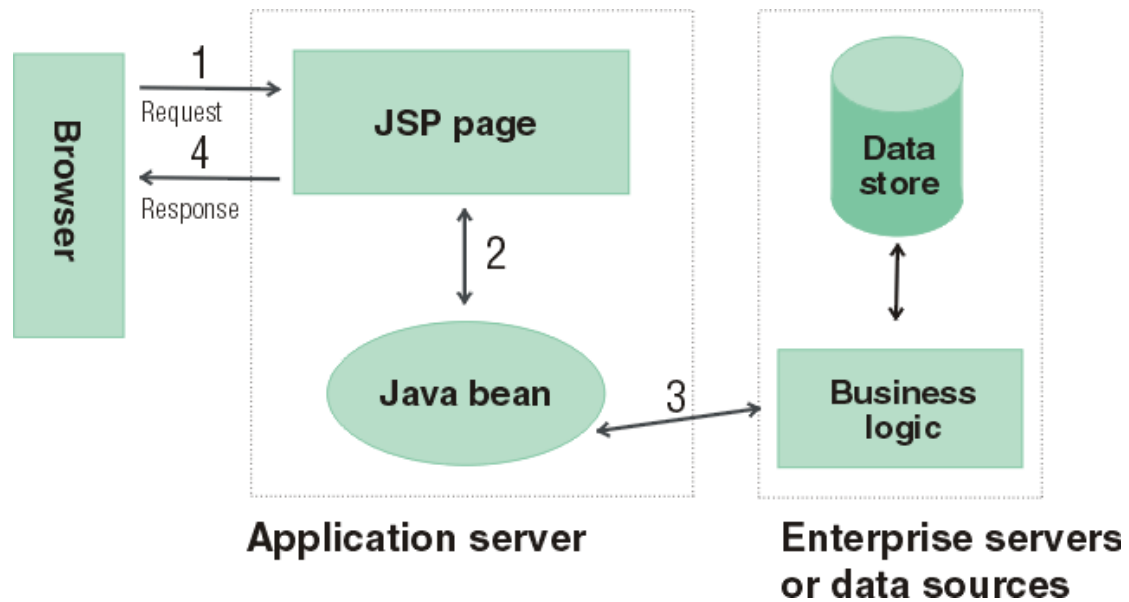 Browser
1
Request
4
Response
JSP page
2
Java bean
3
Data
store
Business
logic
Application server
Enterprise servers
or data sources